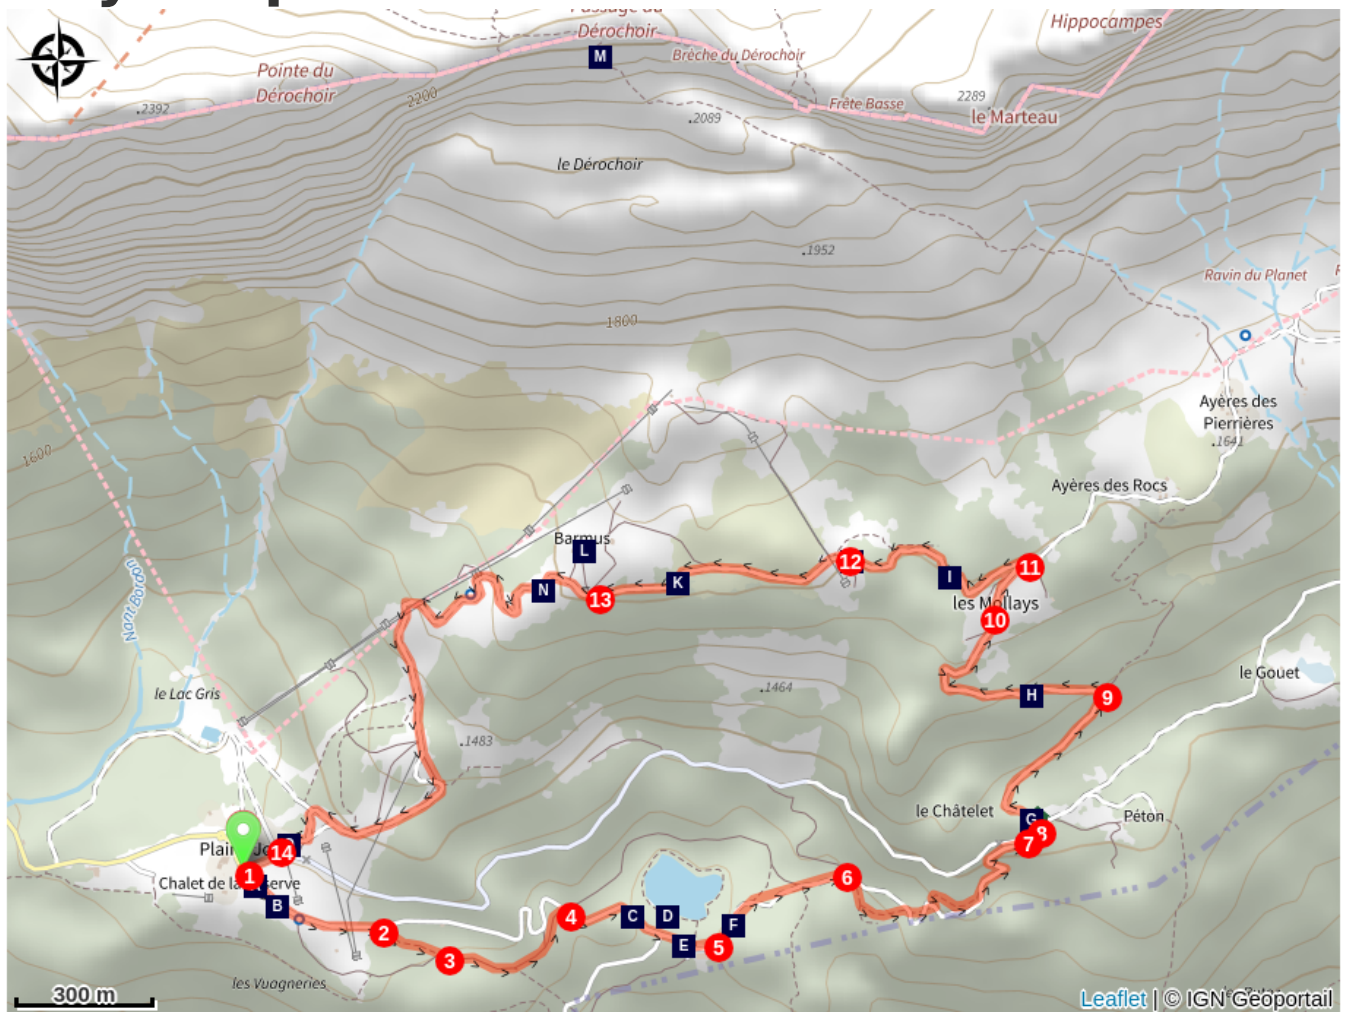 Passage du
Dérochoir
Hippocampes
M
Brèche du Dérochoir
Pointe du
Dérochoir
2200
2289
.2392
Frête Basse
le Marteau
.2089
le Dérochoir
.1952
Ravin du Planet
1800
Ayères des
Pierrières
.1641
1600
Ayères des Rocs
Barmus
L
12
11
I
K
N
13
les Mollays
10
Nant Bordon
le Gouet
.1464
le Lac Gris
H
9
.1483
le Châtelet
G
Péton
8
7
14
1
Chalet de la
6
B
C
D
F
4
2
E
5
3
les Vuagneries
300 m
Leaflet | © IGN Geoportail